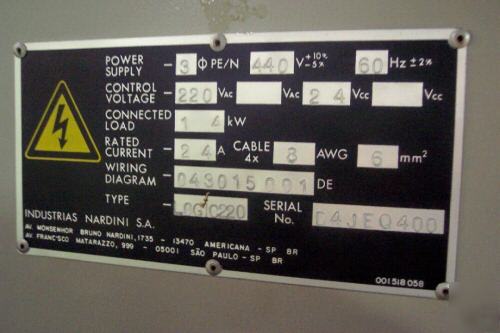 POWER SUPPLY - 3 Φ PE/N 440 V +10% -5% 60 Hz ± 2%
CONTROL VOLTAGE - 220 VAC VAC 24 VCC VCC
CONNECTED LOAD - 14 kW
RATED CURRENT - 24 A CABLE 4x 8 AWG 6 mm²
WIRING DIAGRAM - 043015001 DE
TYPE - LOGIC220 SERIAL No. D4JEQ400
INDUSTRIAS NARDINI S.A.
AV. MONSENHOR BRUNO NARDINI, 1735 - 13470 AMERICANA - SP BR
AV. FRANC'SCO MATARAZZO, 999 - 05001 SÃO PAULO - SP BR
001518058